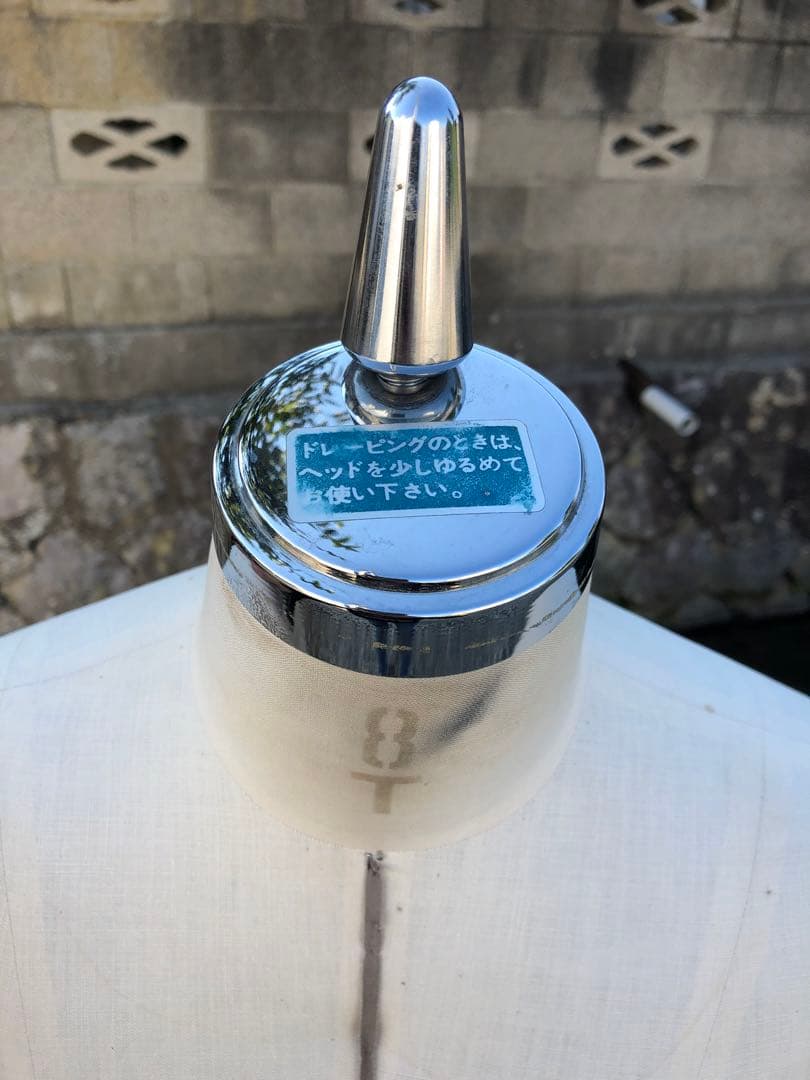 ドレーピングのときは、
ヘッドを少しゆるめて
お使い下さい。
8
T